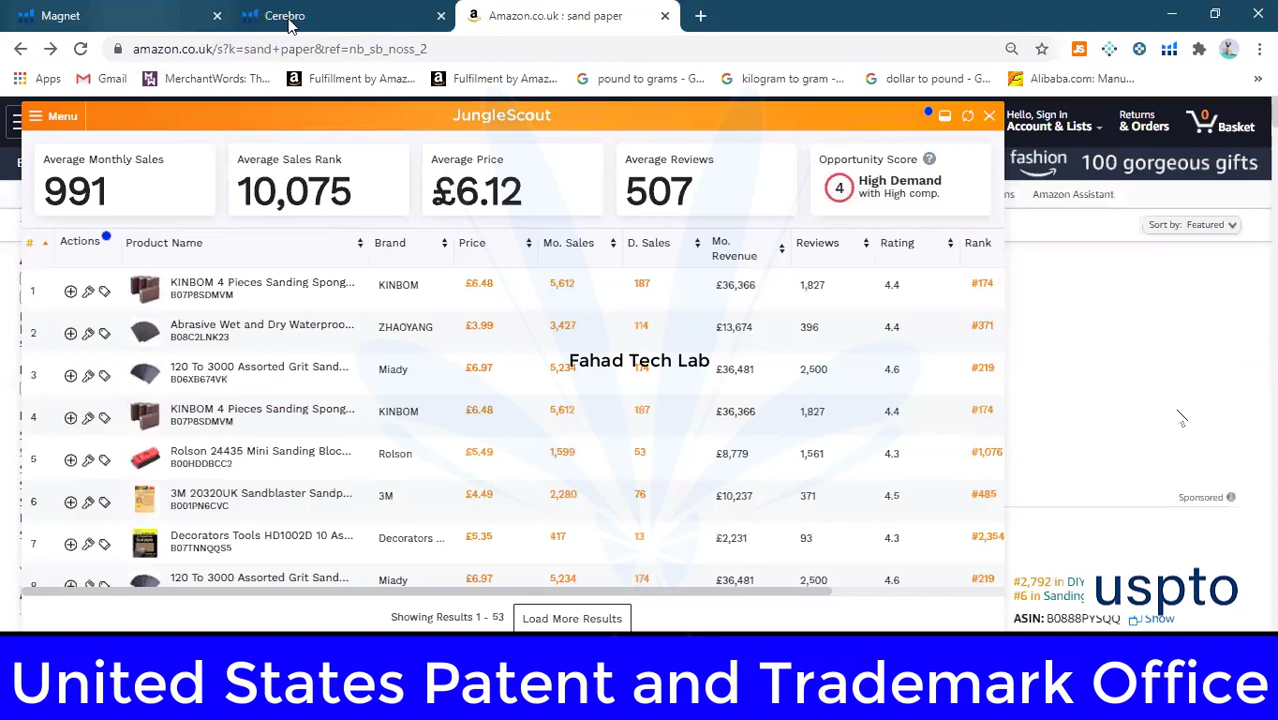 Magnet
Cerebro
Amazon.co.uk : sand paper
amazon.co.uk/s?k=sand+paper&ref=nb_sb_noss_2
Apps Gmail MerchantWords: Th... Fulfillment by Amaz... Fulfilment by Amaz... pound to grams - G... kilogram to gram -... dollar to pound - G... Alibaba.com: Manu... »
Menu
JungleScout
Hello, Sign In
Account & Lists
Returns
& Orders
0
Basket
fashion 100 gorgeous gifts
Amazon Assistant
Sort by: Featured
Average Monthly Sales
991
Average Sales Rank
10,075
Average Price
£6.12
Average Reviews
507
Opportunity Score ?
4 High Demand
with High comp.
# Actions Product Name Brand Price Mo. Sales D. Sales Mo. Revenue Reviews Rating Rank
1 KINBOM 4 Pieces Sanding Spong... KINBOM £6.48 5,612 187 £36,366 1,827 4.4 #174
B07P8SDMVM
2 Abrasive Wet and Dry Waterproo... ZHAOYANG £3.99 3,427 114 £13,674 396 4.4 #371
B08C2LNK23
3 120 To 3000 Assorted Grit Sand... Miady £6.97 £36,481 2,500 4.6 #219
B06XB674VK
Fahad Tech Lab
4 KINBOM 4 Pieces Sanding Spong... KINBOM £6.48 5,612 187 £36,366 1,827 4.4 #174
B07P8SDMVM
5 Rolson 24435 Mini Sanding Bloc... Rolson £5.49 1,599 53 £8,779 1,561 4.3 #1,076
B00HDDBCC2
6 3M 20320UK Sandblaster Sandp... 3M £4.49 2,280 76 £10,237 371 4.5 #485
B001PN6CVC
7 Decorators Tools HD1002D 10 As... Decorators ... £5.35 417 13 £2,231 93 4.3 #2,354
B07TNNQQS5
120 To 3000 Assorted Grit Sand... Miady £6.97 5,234 174 £36,481 2,500 4.6 #219
Showing Results 1 - 53
Load More Results
Sponsored
#2,792 in DIY
#6 in Sanding
ASIN: B0888PYSQQ Show
uspto
United States Patent and Trademark Office